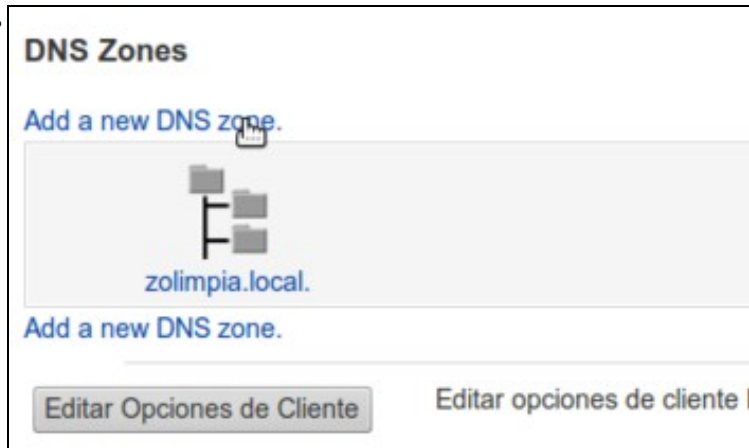 DNS Zones
Add a new DNS zone.
zolimpia.local.
Add a new DNS zone.
Editar Opciones de Cliente
Editar opciones de cliente